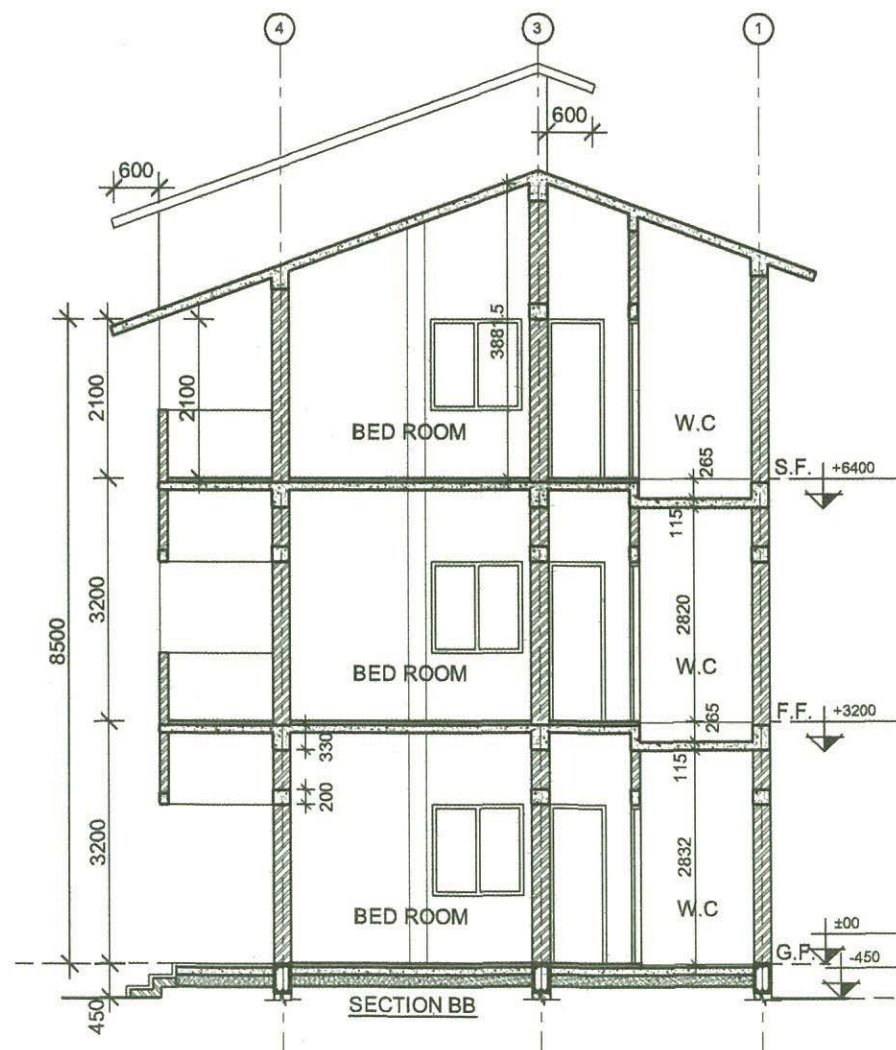 4
3
1
600
600
2100
2100
3881.5
BED ROOM
W.C
265
S.F. +6400
115
3200
8500
2820
BED ROOM
W.C
265
F.F. +3200
330
115
200
3200
2832
BED ROOM
W.C
±00
G.F. -450
450
SECTION BB